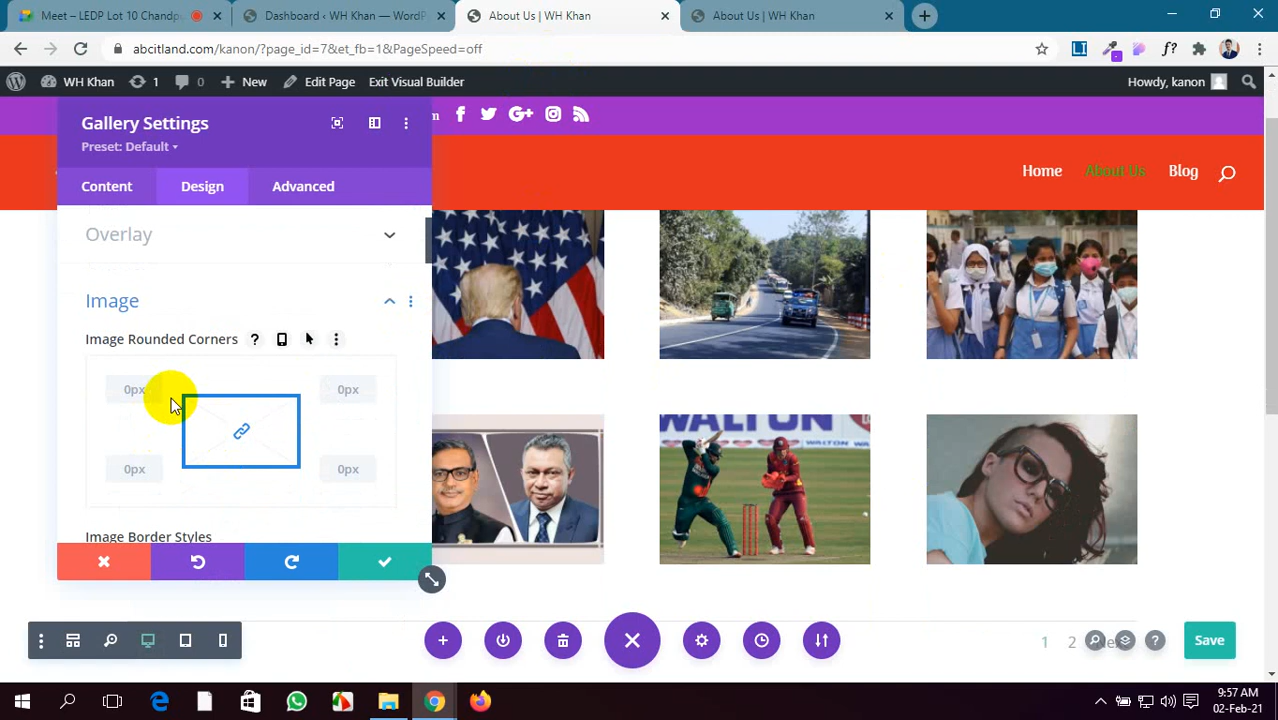 Meet – LEDP Lot 10 Chandp
Dashboard ‹ WH Khan — WordP
About Us | WH Khan
About Us | WH Khan
abcitland.com/kanon/?page_id=7&et_fb=1&PageSpeed=off
WH Khan
1
0
New
Edit Page
Exit Visual Builder
Howdy, kanon
Gallery Settings
Preset: Default
Content
Design
Advanced
Home
About Us
Blog
Overlay
Image
Image Rounded Corners
0px
0px
0px
0px
Image Border Styles
WALTON
1
2
Save
9:57 AM
02-Feb-21